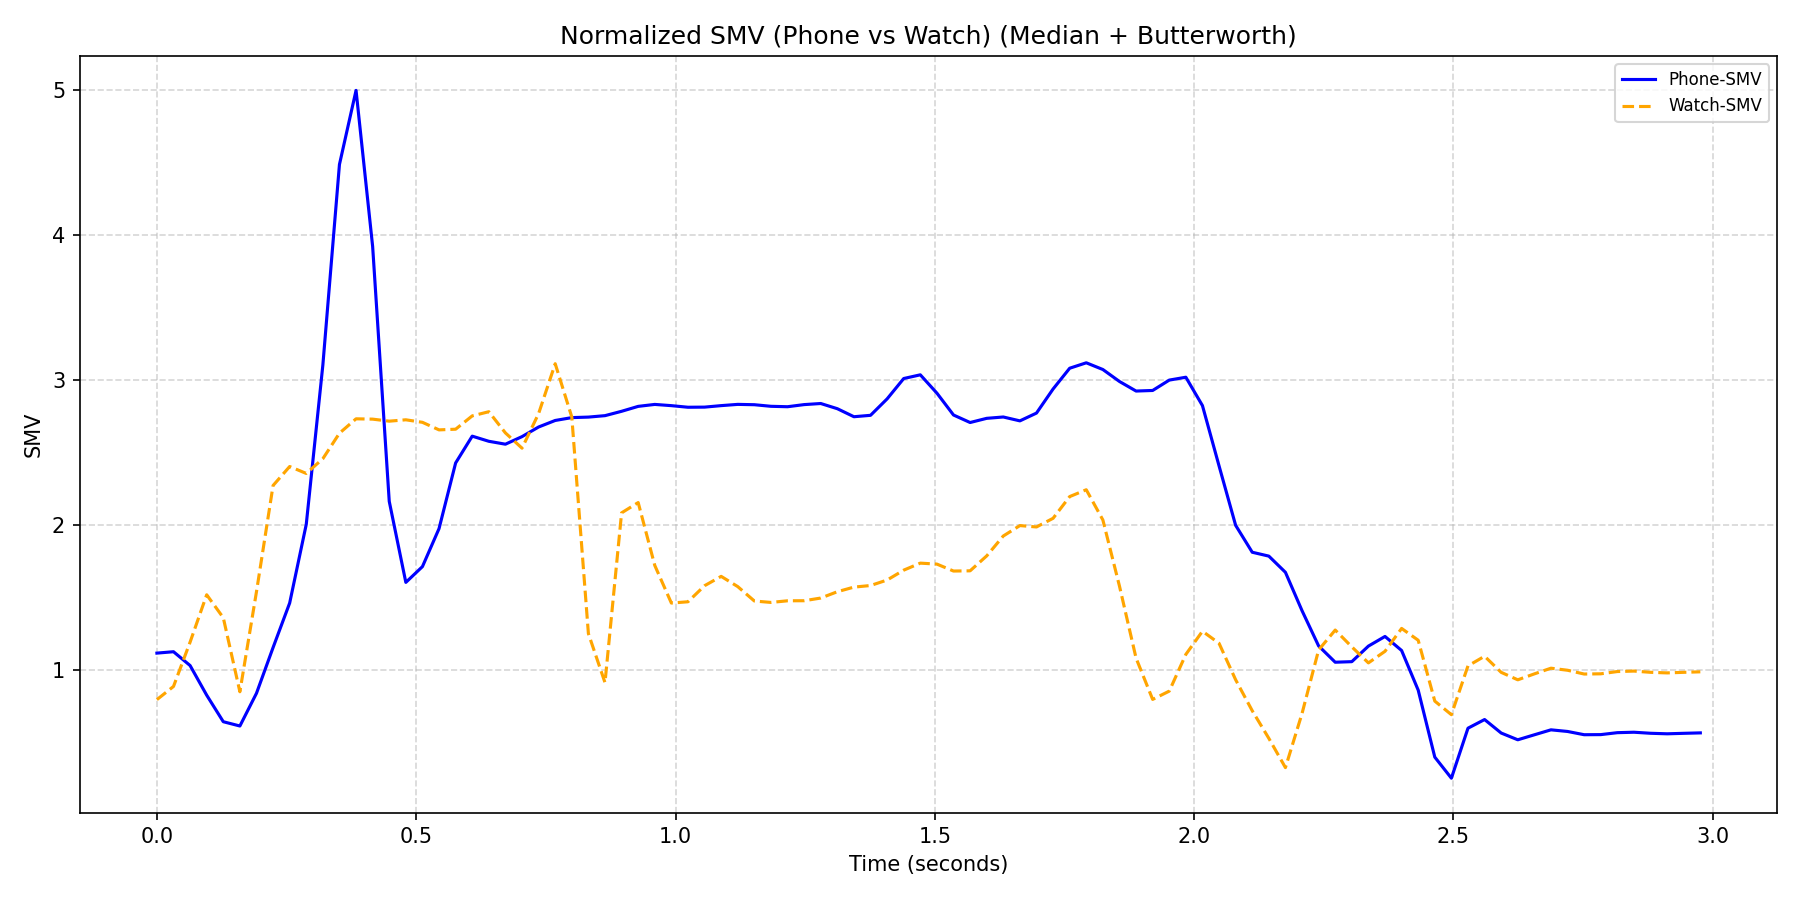 Normalized SMV (Phone vs Watch) (Median + Butterworth)
Phone-SMV
Watch-SMV
5
4
3
2
1
SMV
0.0 0.5 1.0 1.5 2.0 2.5 3.0
Time (seconds)